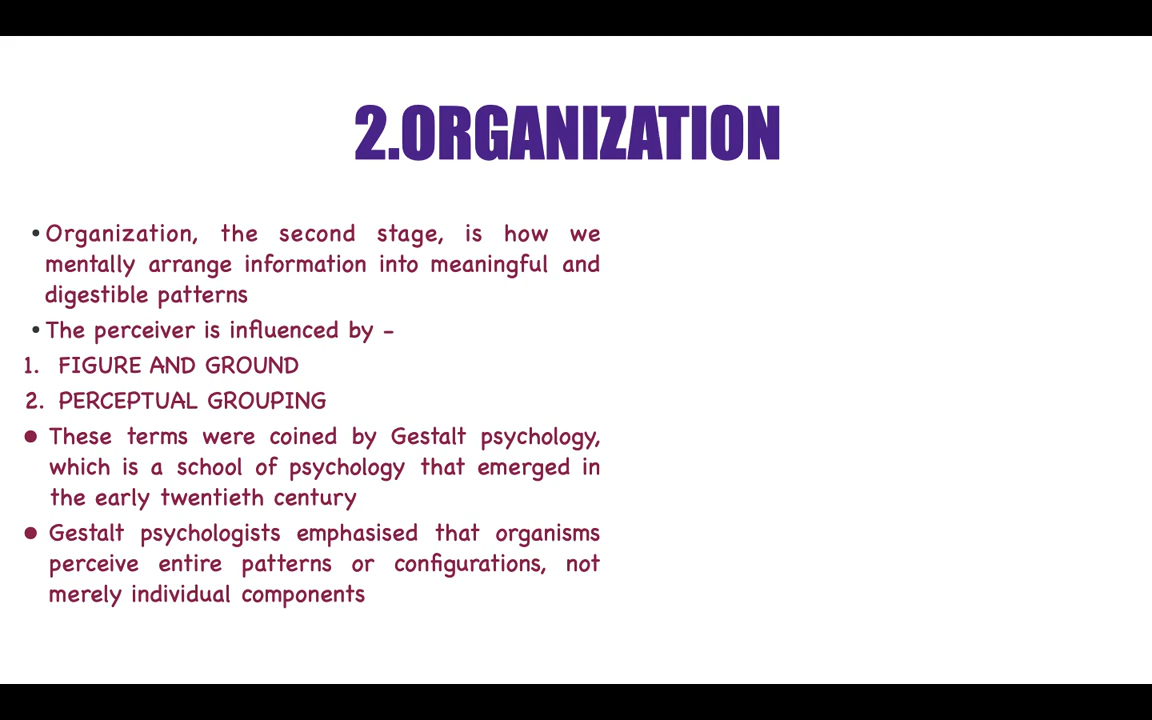 2.ORGANIZATION
• Organization, the second stage, is how we
mentally arrange information into meaningful and
digestible patterns
• The perceiver is influenced by -
1. FIGURE AND GROUND
2. PERCEPTUAL GROUPING
● These terms were coined by Gestalt psychology,
which is a school of psychology that emerged in
the early twentieth century
● Gestalt psychologists emphasised that organisms
perceive entire patterns or configurations, not
merely individual components